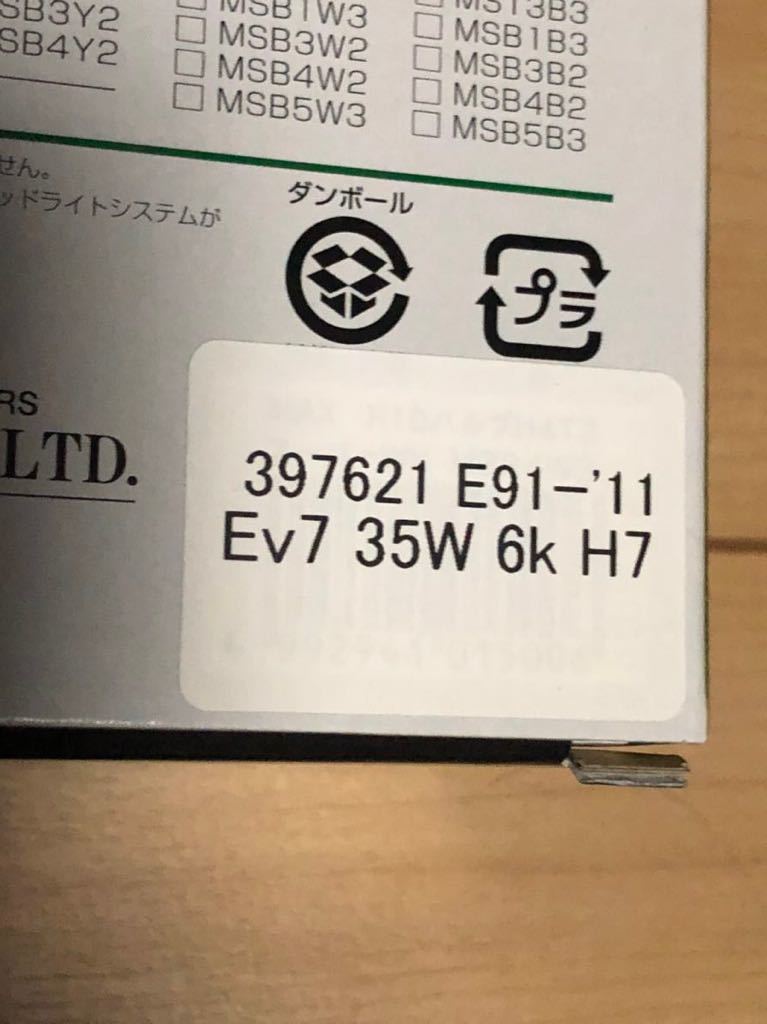 SB3Y2
SB4Y2
MSB1W3
MSB3W2
MSB4W2
MSB5W3
MST3B3
MSB1B3
MSB3B2
MSB4B2
MSB5B3
せん。
ッドライトシステムが
ダンボール
プラ
RS
LTD.
397621 E91-'11
Ev7 35W 6k H7